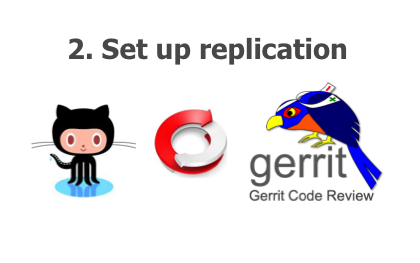 2. Set up replication
gerrit
Gerrit Code Review